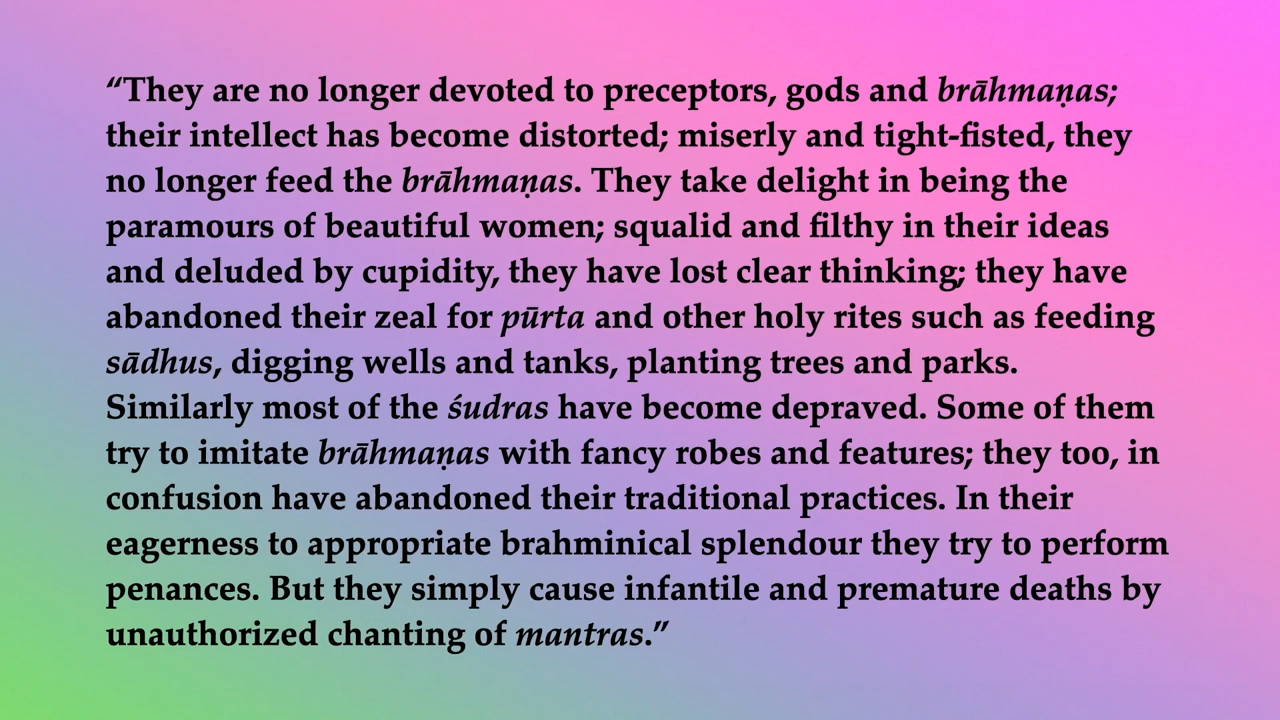 “They are no longer devoted to preceptors, gods and brāhmaṇas;
their intellect has become distorted; miserly and tight-fisted, they
no longer feed the brāhmaṇas. They take delight in being the
paramours of beautiful women; squalid and filthy in their ideas
and deluded by cupidity, they have lost clear thinking; they have
abandoned their zeal for pūrta and other holy rites such as feeding
sādhus, digging wells and tanks, planting trees and parks.
Similarly most of the śudras have become depraved. Some of them
try to imitate brāhmaṇas with fancy robes and features; they too, in
confusion have abandoned their traditional practices. In their
eagerness to appropriate brahminical splendour they try to perform
penances. But they simply cause infantile and premature deaths by
unauthorized chanting of mantras.”